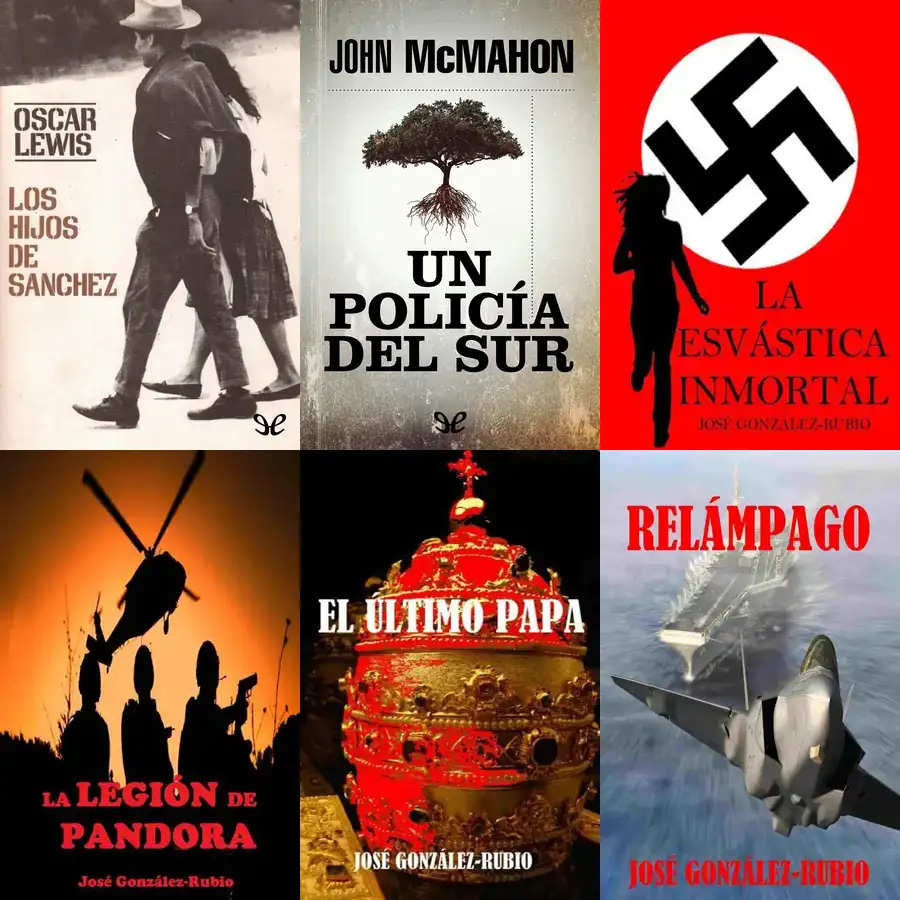 OSCAR
LEWIS
LOS
HIJOS
DE
SANCHEZ
JOHN McMAHON
UN
POLICÍA
DEL SUR
LA
ESVÁSTICA
INMORTAL
JOSÉ GONZÁLEZ-RUBIO
LA LEGIÓN DE
PANDORA
José González-Rubio
EL ÚLTIMO PAPA
JOSÉ GONZÁLEZ-RUBIO
RELÁMPAGO
JOSÉ GONZÁLEZ-RUBIO